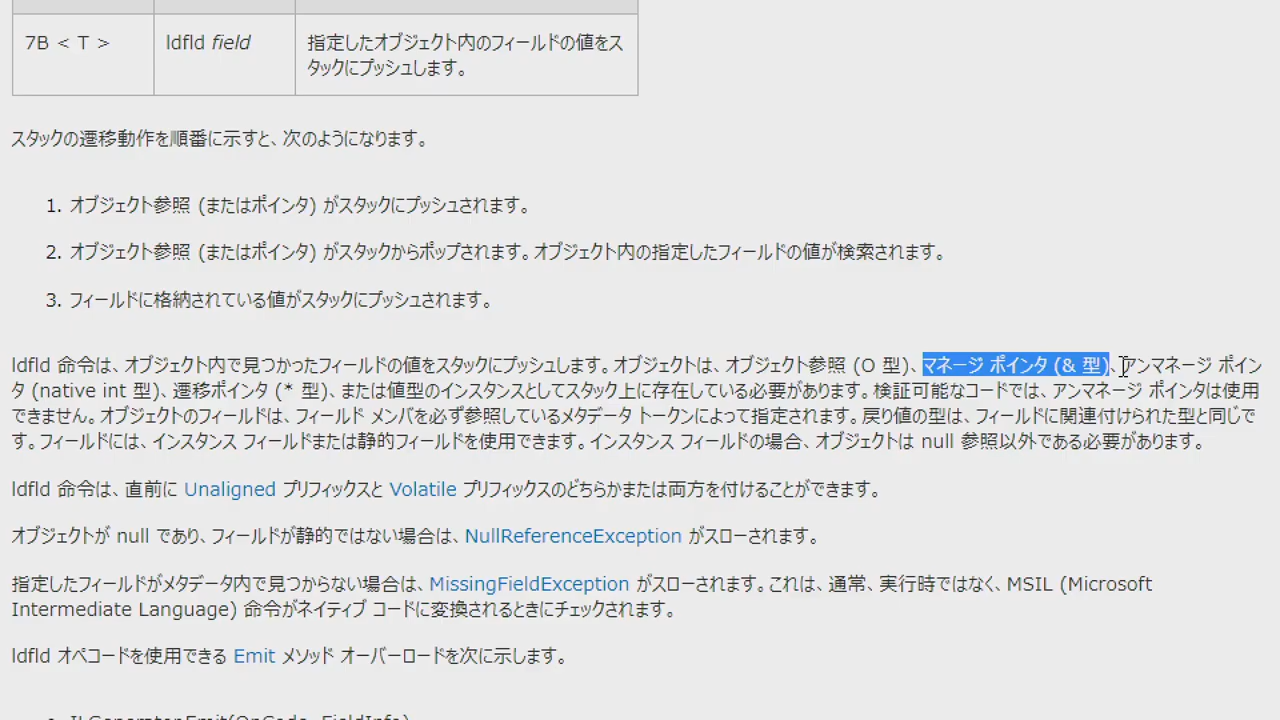 7B < T >
ldfld field
指定したオブジェクト内のフィールドの値をス
タックにプッシュします。
スタックの遷移動作を順番に示すと、次のようになります。
1. オブジェクト参照 (またはポインタ) がスタックにプッシュされます。
2. オブジェクト参照 (またはポインタ) がスタックからポップされます。オブジェクト内の指定したフィールドの値が検索されます。
3. フィールドに格納されている値がスタックにプッシュされます。
ldfld 命令は、オブジェクト内で見つかったフィールドの値をスタックにプッシュします。オブジェクトは、オブジェクト参照 (O 型)、マネージ ポインタ (& 型)、アンマネージ ポイン
タ (native int 型)、遷移ポインタ (* 型)、または値型のインスタンスとしてスタック上に存在している必要があります。検証可能なコードでは、アンマネージ ポインタは使用
できません。オブジェクトのフィールドは、フィールド メンバを必ず参照しているメタデータ トークンによって指定されます。戻り値の型は、フィールドに関連付けられた型と同じで
す。フィールドには、インスタンス フィールドまたは静的フィールドを使用できます。インスタンス フィールドの場合、オブジェクトは null 参照以外である必要があります。
ldfld 命令は、直前に Unaligned プリフィックスと Volatile プリフィックスのどちらかまたは両方を付けることができます。
オブジェクトが null であり、フィールドが静的ではない場合は、NullReferenceException がスローされます。
指定したフィールドがメタデータ内で見つからない場合は、MissingFieldException がスローされます。これは、通常、実行時ではなく、MSIL (Microsoft
Intermediate Language) 命令がネイティブ コードに変換されるときにチェックされます。
ldfld オペコードを使用できる Emit メソッド オーバーロードを次に示します。
ILGenerator.Emit(OpCode, FieldInfo)